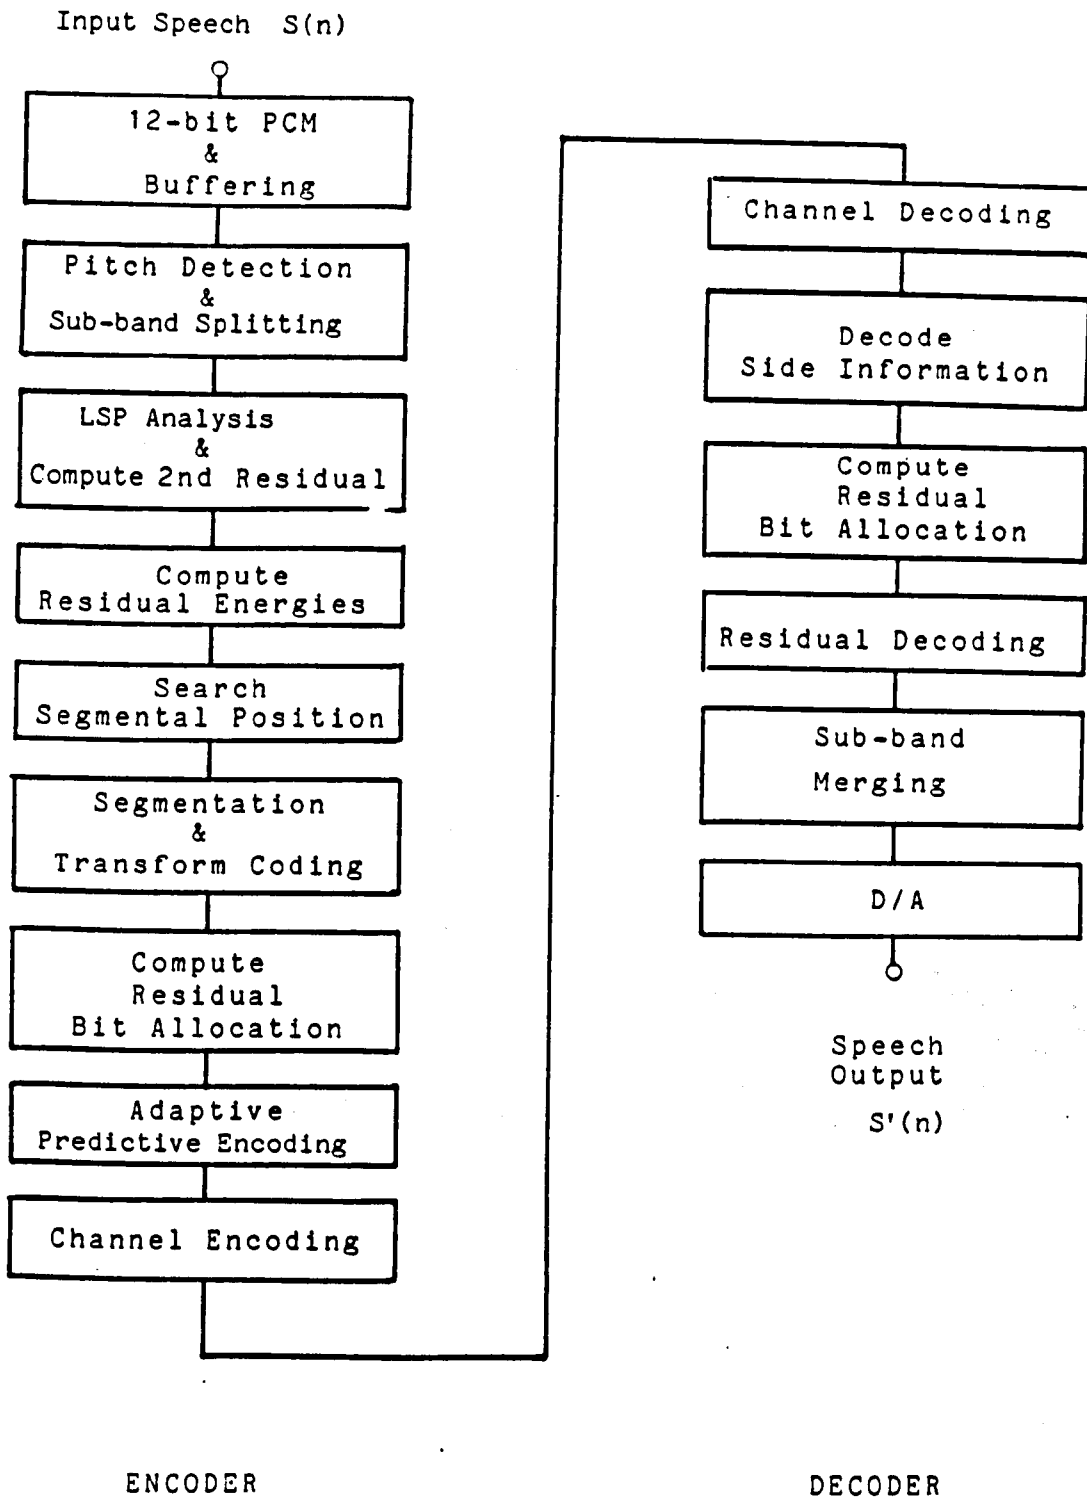 Input Speech S(n)
12-bit PCM
&
Buffering
Pitch Detection
&
Sub-band Splitting
LSP Analysis
&
Compute 2nd Residual
Compute
Residual Energies
Search
Segmental Position
Segmentation
&
Transform Coding
Compute
Residual
Bit Allocation
Adaptive
Predictive Encoding
Channel Encoding
ENCODER
Channel Decoding
Decode
Side Information
Compute
Residual
Bit Allocation
Residual Decoding
Sub-band
Merging
D/A
Speech
Output
S'(n)
DECODER